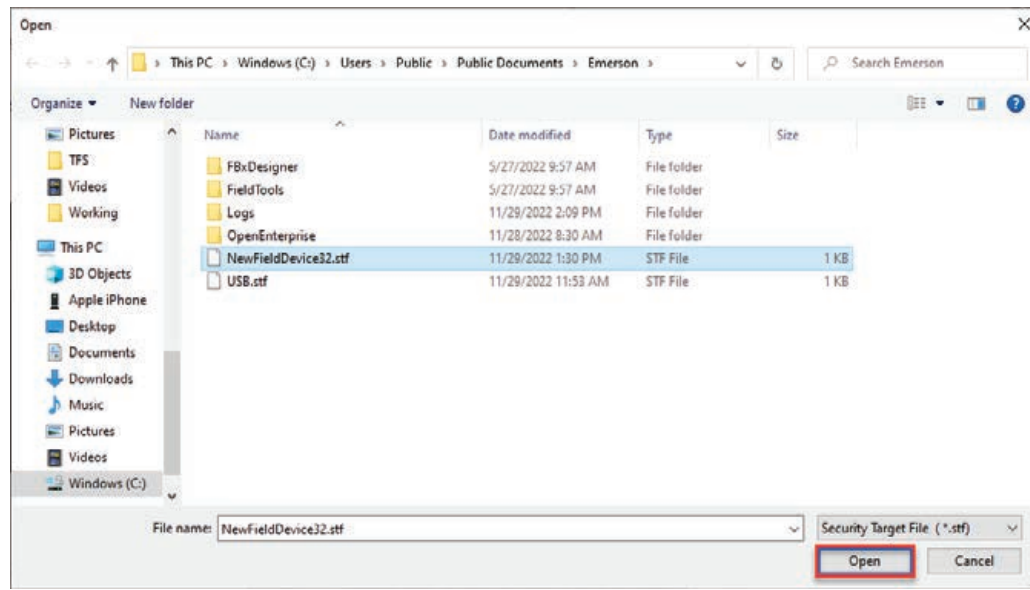 Open
This PC > Windows (C:) > Users > Public > Public Documents > Emerson >
Search Emerson
Organize
New folder
Name
Date modified
Type
Size
Pictures
TFS
Videos
Working
This PC
3D Objects
Apple iPhone
Desktop
Documents
Downloads
Music
Pictures
Videos
Windows (C:)
FBxDesigner 5/27/2022 9:57 AM File folder
FieldTools 5/27/2022 9:57 AM File folder
Logs 11/29/2022 2:09 PM File folder
OpenEnterprise 11/28/2022 8:30 AM File folder
NewFieldDevice32.stf 11/29/2022 1:30 PM STF File 1 KB
USB.stf 11/29/2022 11:53 AM STF File 1 KB
File name: NewFieldDevice32.stf
Security Target File (*.stf)
Open
Cancel